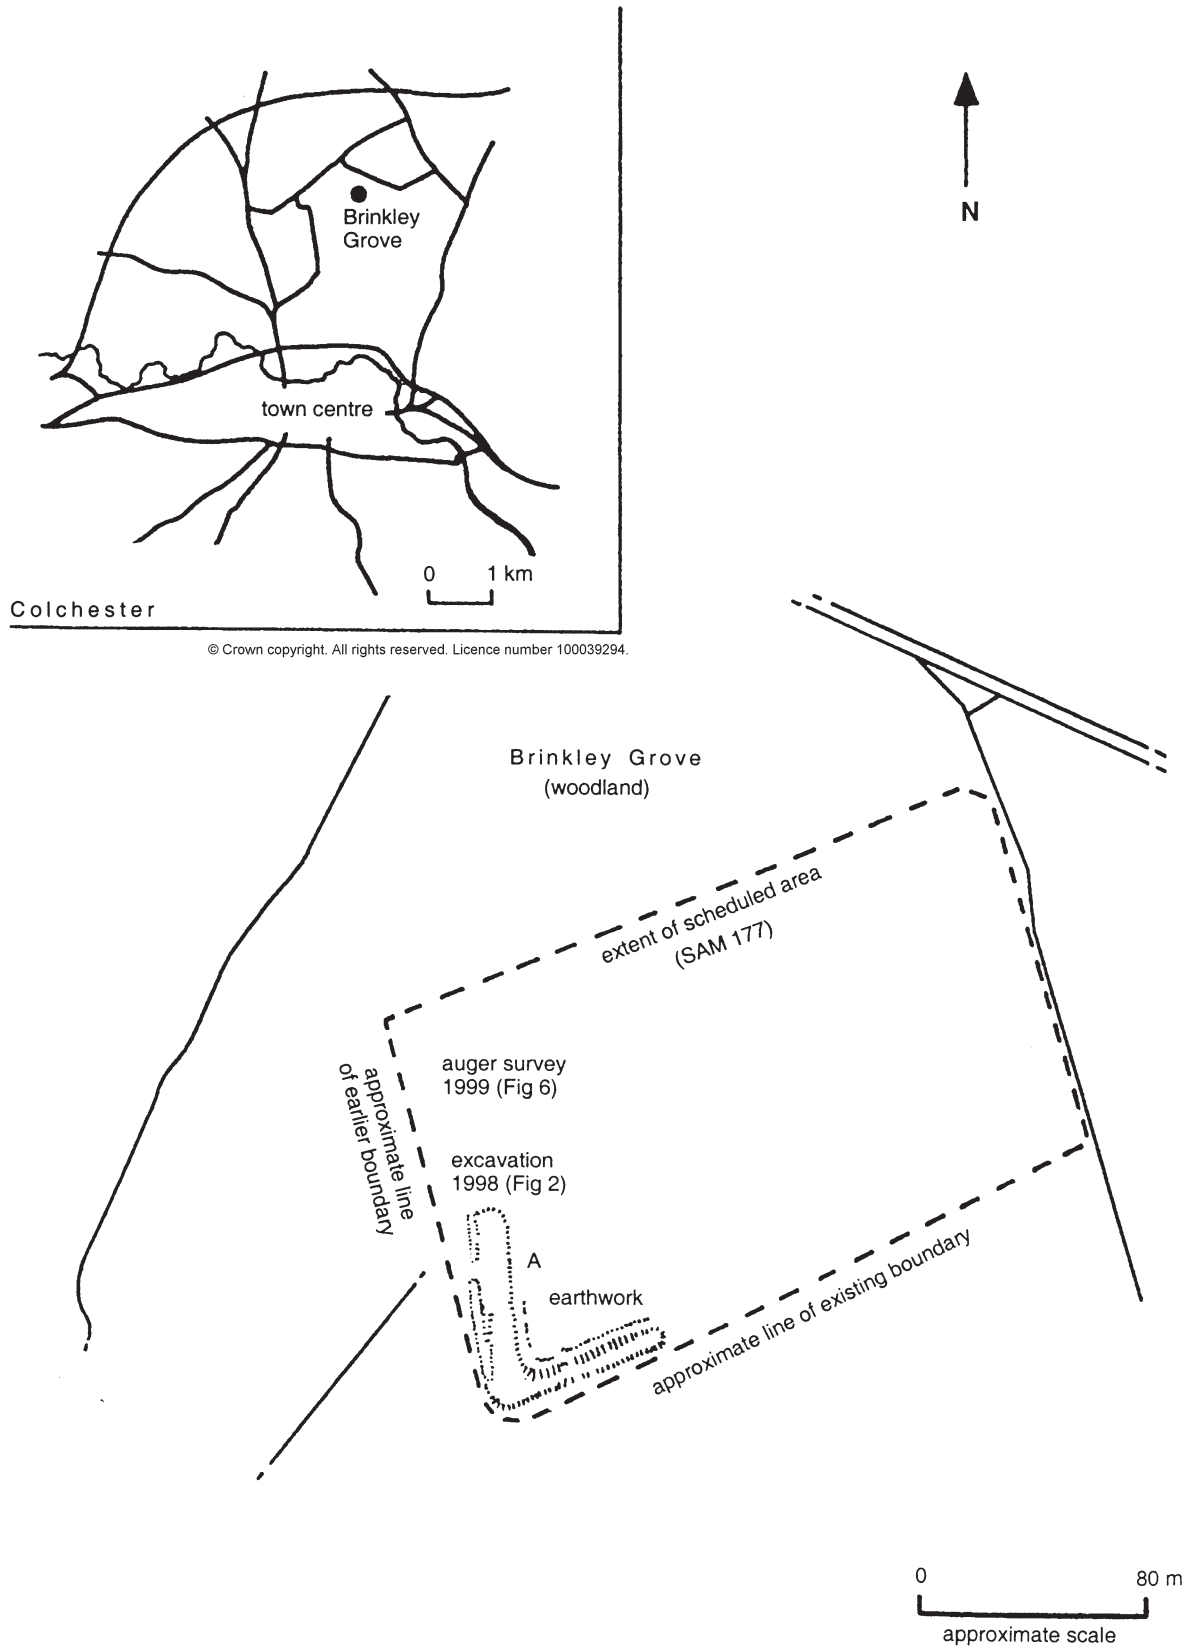 N
Brinkley
Grove
town centre
0 1 km
Colchester
© Crown copyright. All rights reserved. Licence number 100039294.
Brinkley Grove
(woodland)
extent of scheduled area
(SAM 177)
auger survey
1999 (Fig 6)
approximate line
of earlier boundary
excavation
1998 (Fig 2)
A
earthwork
approximate line of existing boundary
0 80 m
approximate scale